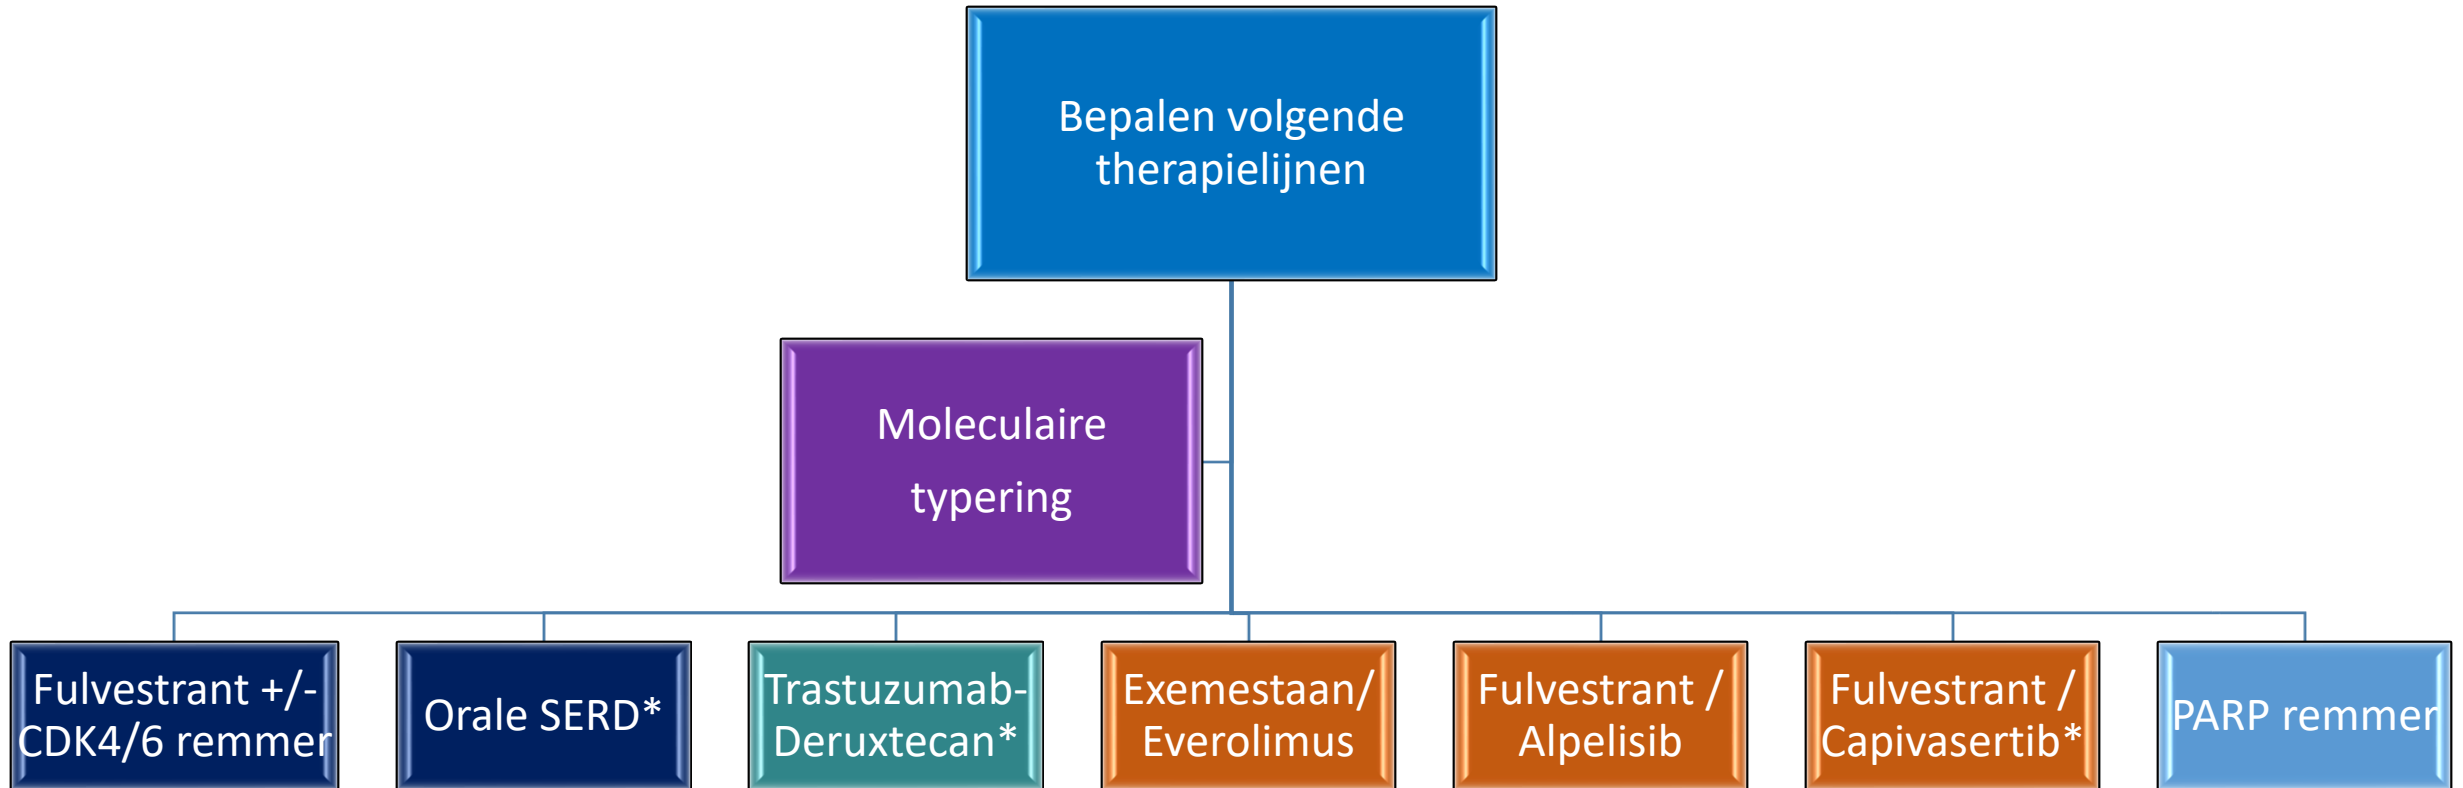 Bepalen volgende
therapielijnen
Moleculaire
typering
Fulvestrant +/-
CDK4/6 remmer
Orale SERD*
Trastuzumab-
Deruxtecan*
Exemestaan/
Everolimus
Fulvestrant /
Alpelisib
Fulvestrant /
Capivasertib*
PARP remmer